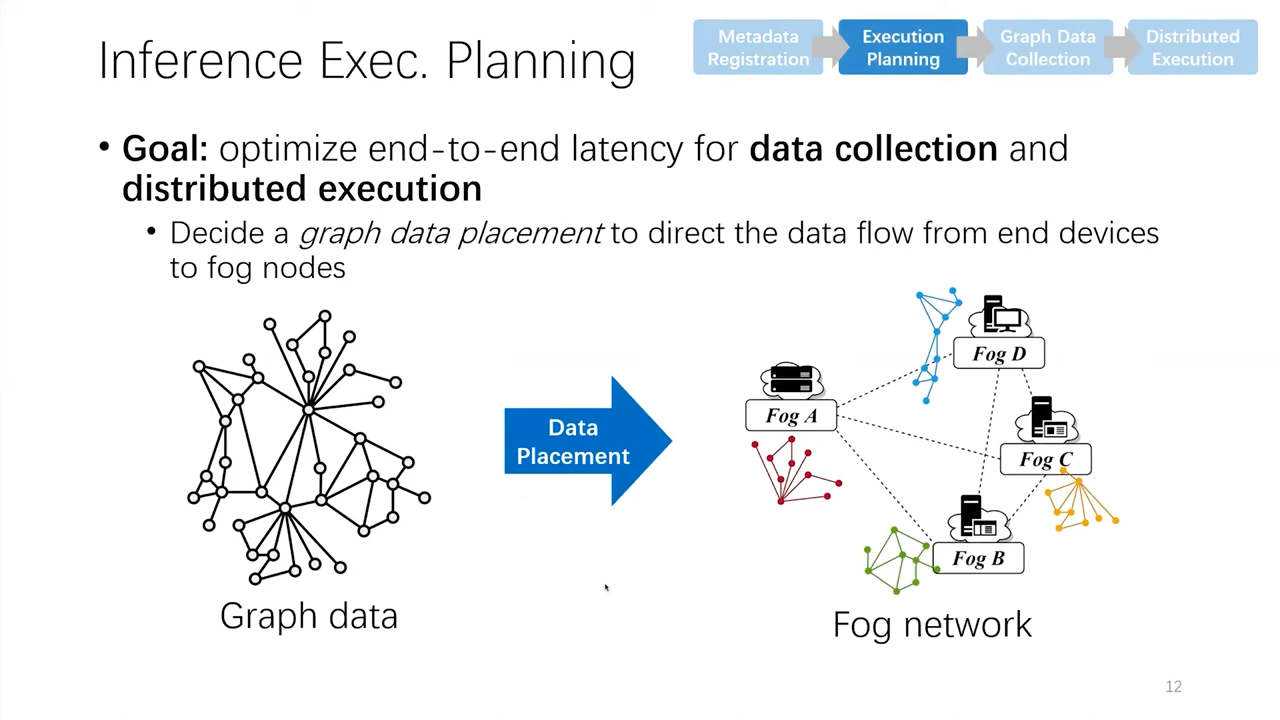 Inference Exec. Planning
Metadata
Registration
Execution
Planning
Graph Data
Collection
Distributed
Execution
• Goal: optimize end-to-end latency for data collection and
distributed execution
• Decide a graph data placement to direct the data flow from end devices
to fog nodes
Data
Placement
Fog A
Fog D
Fog C
Fog B
Graph data
Fog network
12